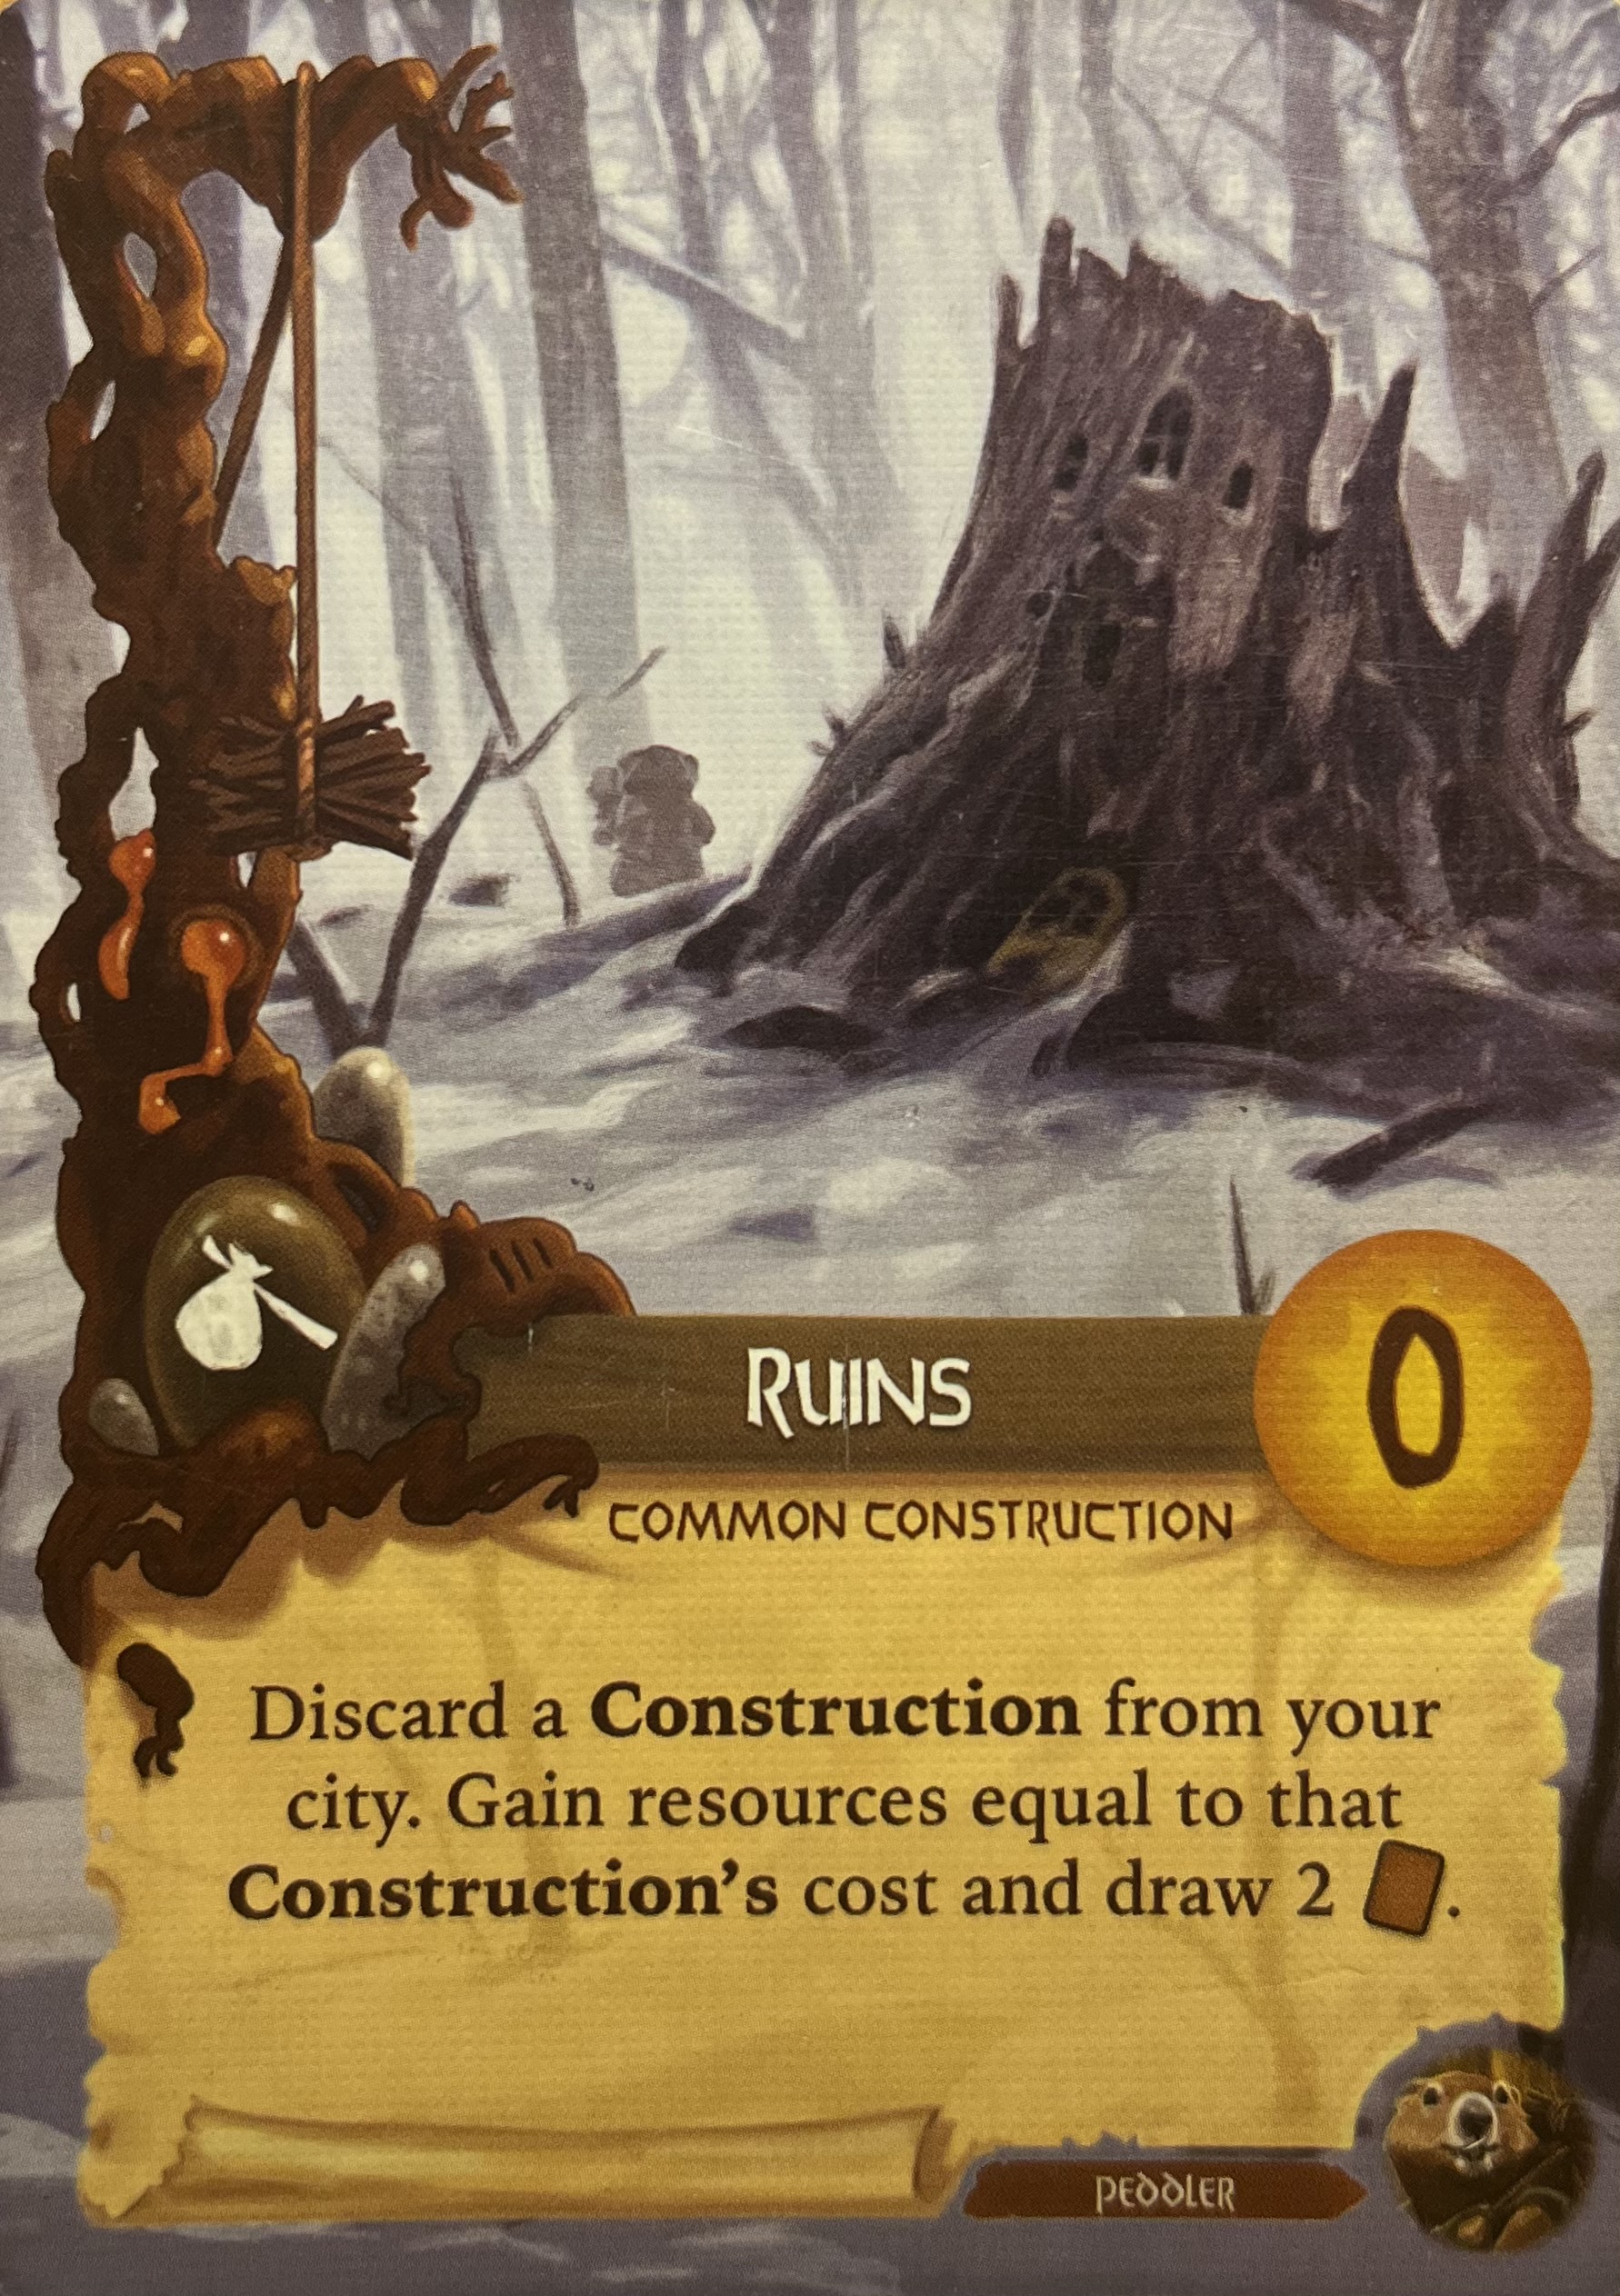 Ruins
0
COMMON CONSTRUCTION
Discard a Construction from your
city. Gain resources equal to that
Construction's cost and draw 2 .
PEDDLER